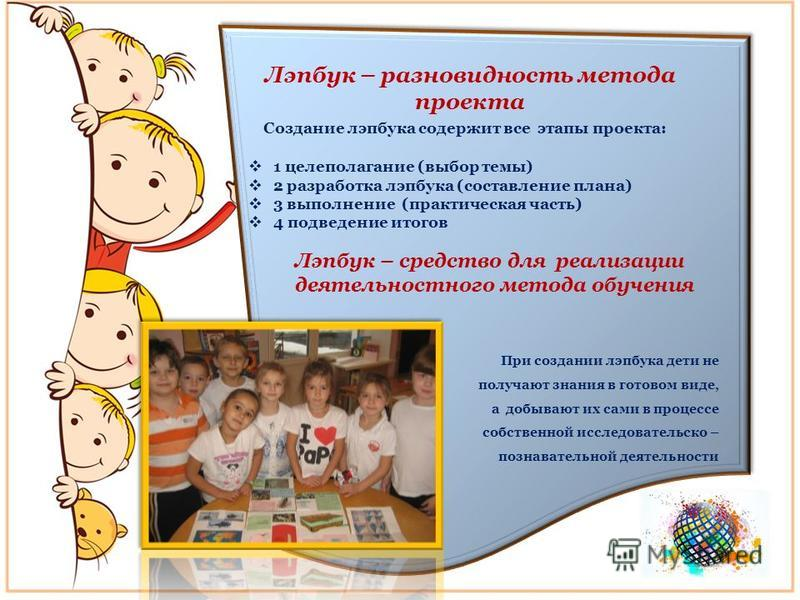 Лэпбук – разновидность метода
проекта
Создание лэпбука содержит все этапы проекта:
❖ 1 целеполагание (выбор темы)
❖ 2 разработка лэпбука (составление плана)
❖ 3 выполнение (практическая часть)
❖ 4 подведение итогов
Лэпбук – средство для реализации
деятельностного метода обучения
При создании лэпбука дети не
получают знания в готовом виде,
а добывают их сами в процессе
собственной исследовательско –
познавательной деятельности
I
PaPa
MyShared